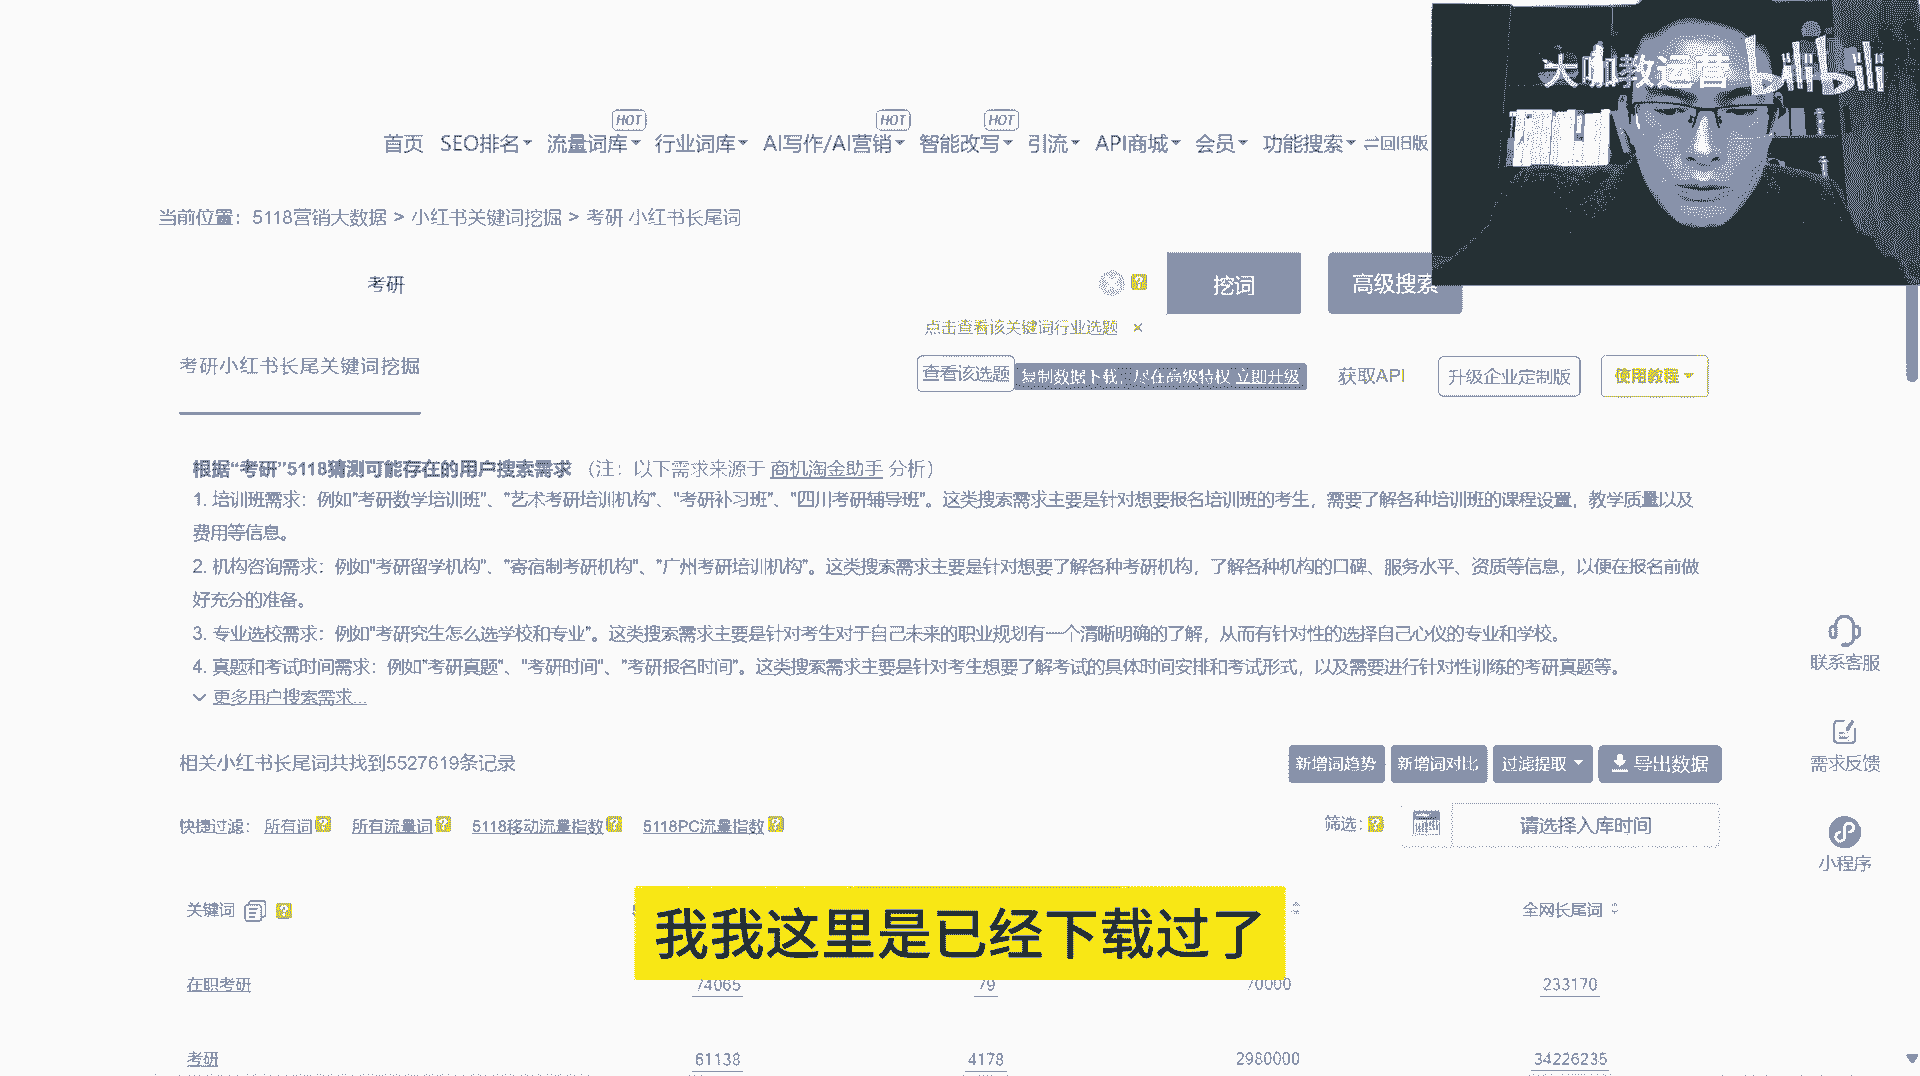 大咖教运营 bilibili
HOT HOT HOT
首页 SEO排名 流量词库 行业词库 AI写作/AI营销 智能改写 引流 API商城 会员 功能搜索 回旧版
当前位置：5118营销大数据 > 小红书关键词挖掘 > 考研 小红书长尾词
考研 挖词 高级搜索
点击查看该关键词行业选题 ×
考研小红书长尾关键词挖掘 查看该选题 复制数据下载，尽在高级特权 立即升级 获取API 升级企业定制版 使用教程
根据“考研”5118猜测可能存在的用户搜索需求 （注：以下需求来源于 商机淘金助手 分析）
1. 培训班需求：例如"考研数学培训班"、"艺术考研培训机构"、"考研补习班"、"四川考研辅导班"。这类搜索需求主要是针对想要报名培训班的考生，需要了解各种培训班的课程设置，教学质量以及
费用等信息。
2. 机构咨询需求：例如"考研留学机构"、"寄宿制考研机构"、"广州考研培训机构"。这类搜索需求主要是针对想要了解各种考研机构，了解各种机构的口碑、服务水平、资质等信息，以便在报名前做
好充分的准备。
3. 专业选校需求：例如"考研究生怎么选学校和专业"。这类搜索需求主要是针对考生对于自己未来的职业规划有一个清晰明确的了解，从而有针对性的选择自己心仪的专业和学校。
4. 真题和考试时间需求：例如"考研真题"、"考研时间"、"考研报名时间"。这类搜索需求主要是针对考生想要了解考试的具体时间安排和考试形式，以及需要进行针对性训练的考研真题等。
更多用户搜索需求...
联系客服
相关小红书长尾词共找到5527619条记录 新增词趋势 新增词对比 过滤提取 导出数据
需求反馈
快捷过滤： 所有词 所有流量词 5118移动流量指数 5118PC流量指数 筛选: 请选择入库时间
小程序
关键词 全网长尾词
我我这里是已经下载过了
在职考研 74065 79 70000 233170
考研 61138 4178 2980000 34226235